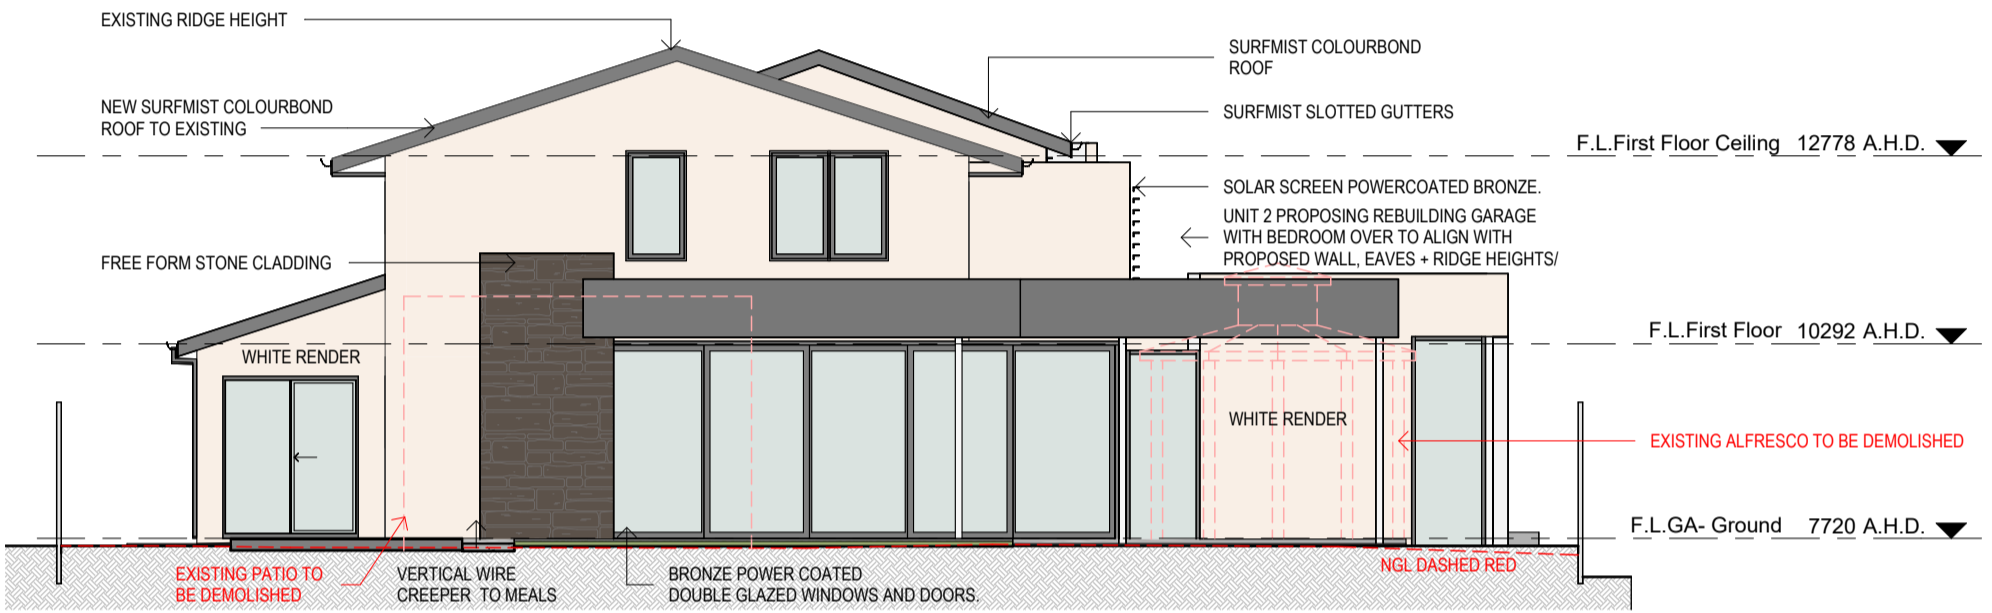 EXISTING RIDGE HEIGHT
SURFMIST COLOURBOND
ROOF
NEW SURFMIST COLOURBOND
ROOF TO EXISTING
SURFMIST SLOTTED GUTTERS
F.L.First Floor Ceiling 12778 A.H.D.
SOLAR SCREEN POWERCOATED BRONZE.
UNIT 2 PROPOSING REBUILDING GARAGE
WITH BEDROOM OVER TO ALIGN WITH
PROPOSED WALL, EAVES + RIDGE HEIGHTS/
FREE FORM STONE CLADDING
F.L.First Floor 10292 A.H.D.
WHITE RENDER
WHITE RENDER
EXISTING ALFRESCO TO BE DEMOLISHED
F.L.GA- Ground 7720 A.H.D.
NGL DASHED RED
EXISTING PATIO TO
BE DEMOLISHED
VERTICAL WIRE
CREEPER TO MEALS
BRONZE POWER COATED
DOUBLE GLAZED WINDOWS AND DOORS.